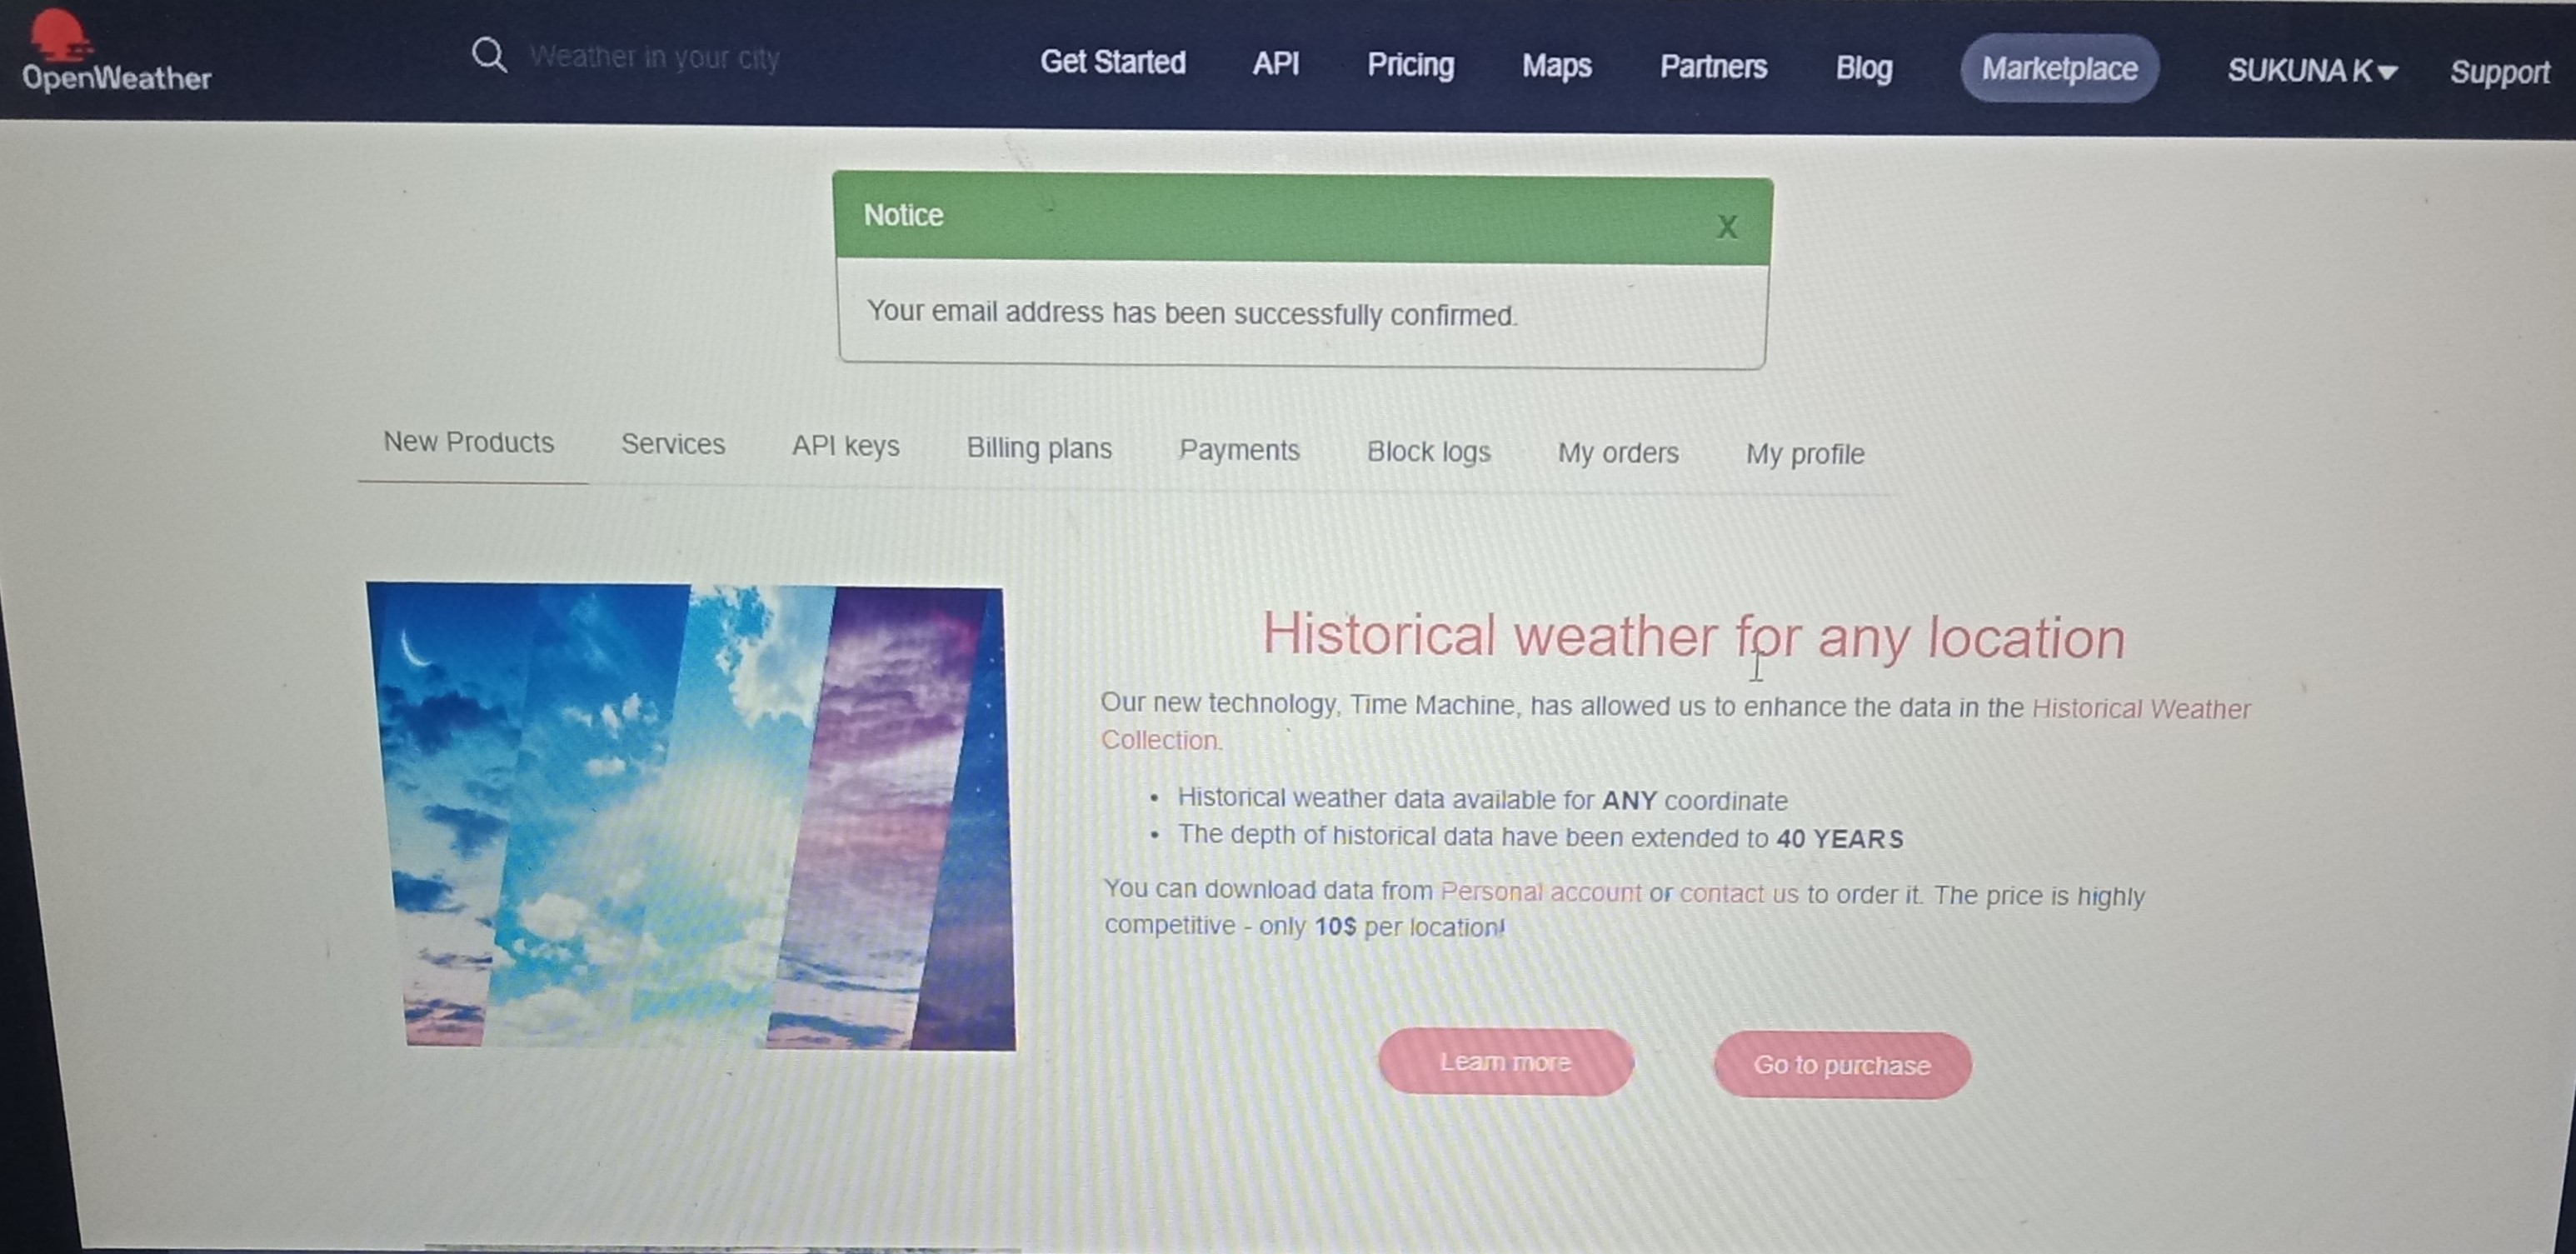 OpenWeather
Weather in your city
Get Started
API
Pricing
Maps
Partners
Blog
Marketplace
SUKUNA K
Support
Notice
X
Your email address has been successfully confirmed.
New Products
Services
API keys
Billing plans
Payments
Block logs
My orders
My profile
Historical weather for any location
Our new technology, Time Machine, has allowed us to enhance the data in the Historical Weather
Collection.
• Historical weather data available for ANY coordinate
• The depth of historical data have been extended to 40 YEARS
You can download data from Personal account or contact us to order it. The price is highly
competitive - only 10$ per location!
Learn more
Go to purchase